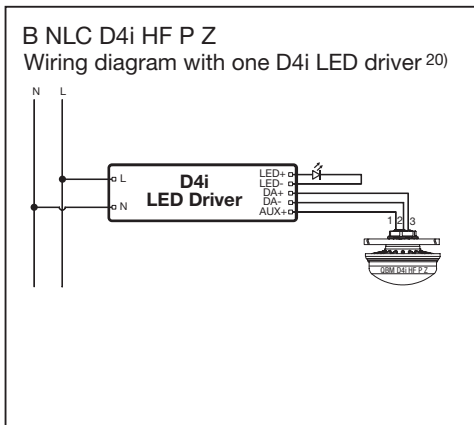 B NLC D4i HF P Z
Wiring diagram with one D4i LED driver 20)
N L
L
N
D4i
LED Driver
LED+
LED-
DA+
DA-
AUX+
1 2 3
QBM D4i HF P Z